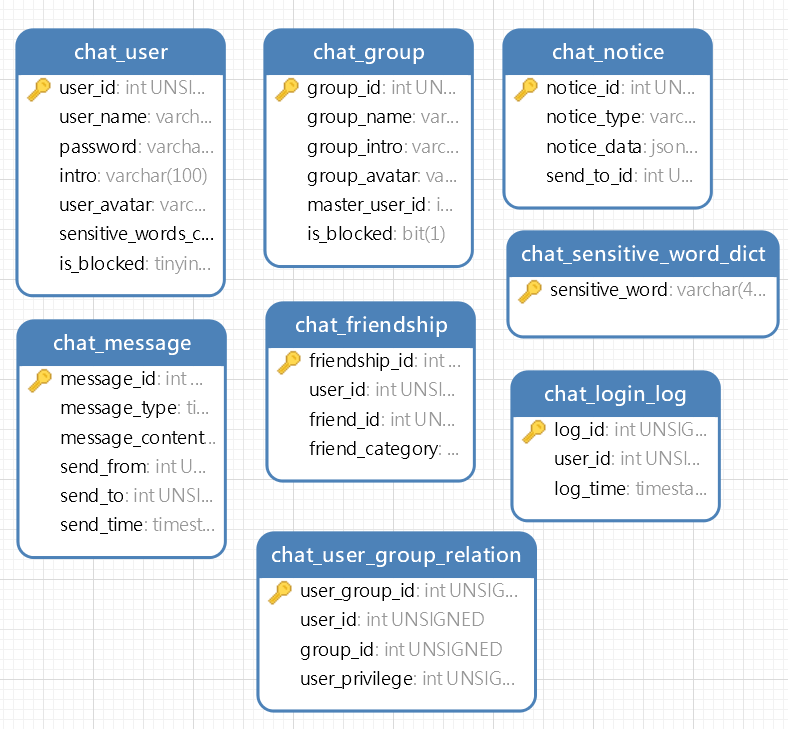 chat_user
user_id: int UNSI...
user_name: varch...
password: varcha...
intro: varchar(100)
user_avatar: varc...
sensitive_words_c...
is_blocked: tinyin...
chat_group
group_id: int UN...
group_name: var...
group_intro: varc...
group_avatar: va...
master_user_id: i...
is_blocked: bit(1)
chat_notice
notice_id: int UN...
notice_type: varc...
notice_data: json...
send_to_id: int U...
chat_sensitive_word_dict
sensitive_word: varchar(4...
chat_message
message_id: int ...
message_type: ti...
message_content...
send_from: int U...
send_to: int UNSI...
send_time: timest...
chat_friendship
friendship_id: int ...
user_id: int UNSI...
friend_id: int UN...
friend_category: ...
chat_login_log
log_id: int UNSIG...
user_id: int UNSI...
log_time: timesta...
chat_user_group_relation
user_group_id: int UNSIG...
user_id: int UNSIGNED
group_id: int UNSIGNED
user_privilege: int UNSIG...